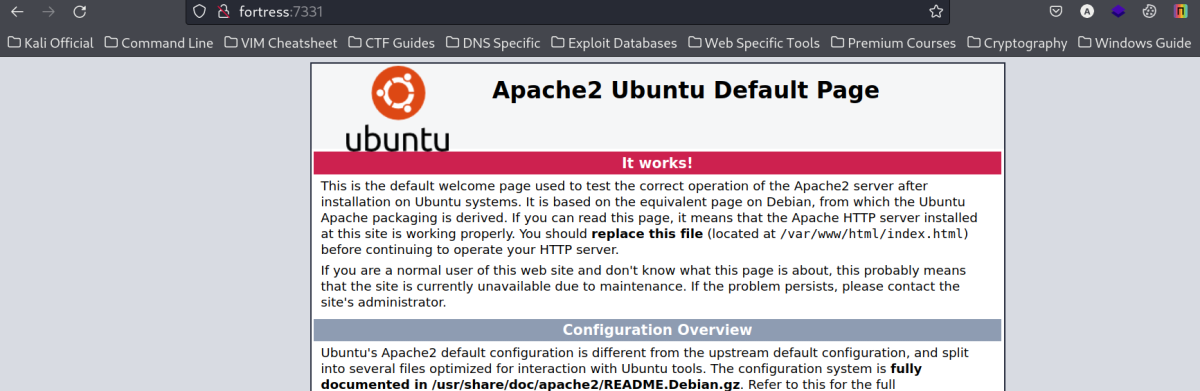 fortress:7331
Kali Official Command Line VIM Cheatsheet CTF Guides DNS Specific Exploit Databases Web Specific Tools Premium Courses Cryptography Windows Guide
Apache2 Ubuntu Default Page
ubuntu
It works!
This is the default welcome page used to test the correct operation of the Apache2 server after
installation on Ubuntu systems. It is based on the equivalent page on Debian, from which the Ubuntu
Apache packaging is derived. If you can read this page, it means that the Apache HTTP server installed
at this site is working properly. You should replace this file (located at /var/www/html/index.html)
before continuing to operate your HTTP server.
If you are a normal user of this web site and don't know what this page is about, this probably means
that the site is currently unavailable due to maintenance. If the problem persists, please contact the
site's administrator.
Configuration Overview
Ubuntu's Apache2 default configuration is different from the upstream default configuration, and split
into several files optimized for interaction with Ubuntu tools. The configuration system is fully
documented in /usr/share/doc/apache2/README.Debian.gz. Refer to this for the full